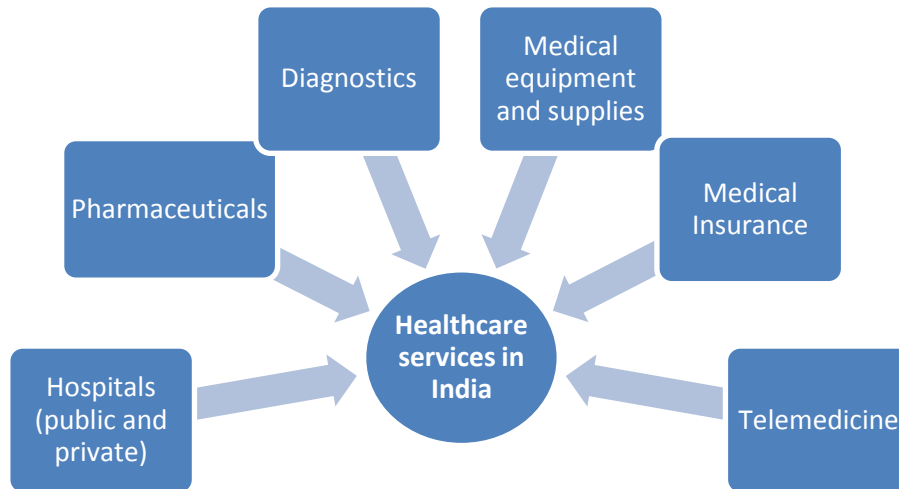 Diagnostics
Medical
equipment
and supplies
Pharmaceuticals
Medical
Insurance
Healthcare
services in
India
Hospitals
(public and
private)
Telemedicine